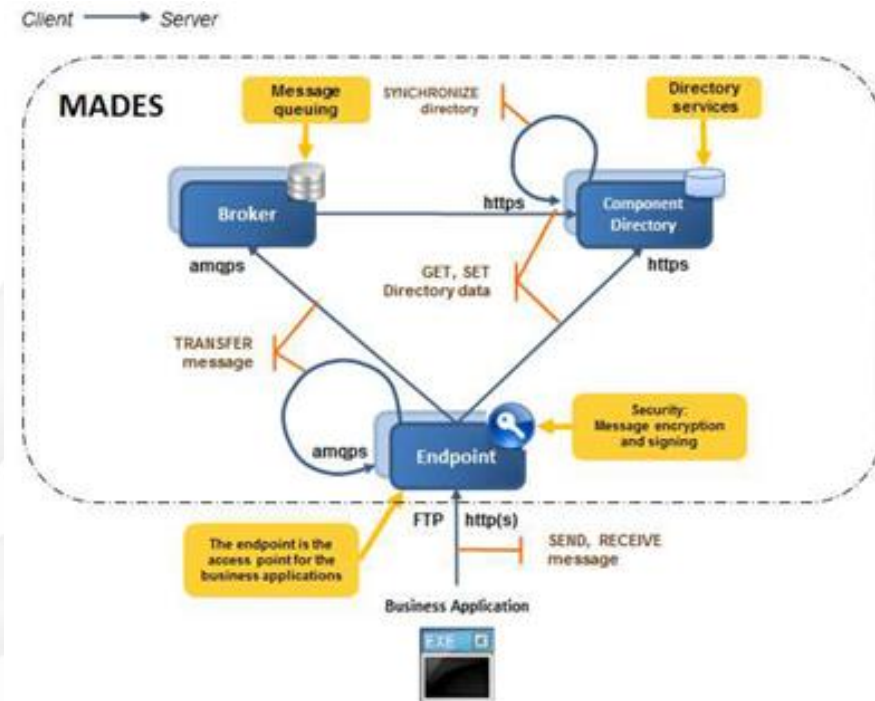 Client Server
MADES
Message
queuing
SYNCHRONIZE
directory
Directory
services
Broker
https
Component
Directory
amqps
GET, SET
Directory data
https
TRANSFER
message
Security:
Message encryption
and signing
amqps
Endpoint
FTP http(s)
The endpoint is the
access point for the
business applications
SEND, RECEIVE
message
Business Application
EXE